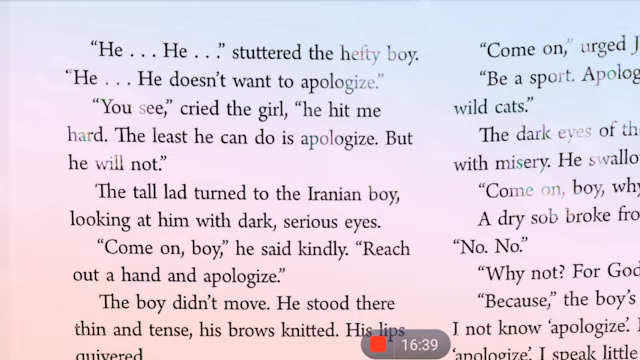 “He . . . He . . .” stuttered the hefty boy.
“He . . . He doesn’t want to apologize.”
“You see,” cried the girl, “he hit me
hard. The least he can do is apologize. But
he will not.”
The tall lad turned to the Iranian boy,
looking at him with dark, serious eyes.
“Come on, boy,” he said kindly. “Reach
out a hand and apologize.”
The boy didn’t move. He stood there
thin and tense, his brows knitted. His lips
quivered
“Come on,” urged J
“Be a sport. Apolog
wild cats.”
The dark eyes of th
with misery. He swallo
“Come on, boy, why
A dry sob broke fro
“No. No.”
“Why not? For God
“Because,” the boy’s
I not know ‘apologize’. I
‘apologize’. I speak little
16:39